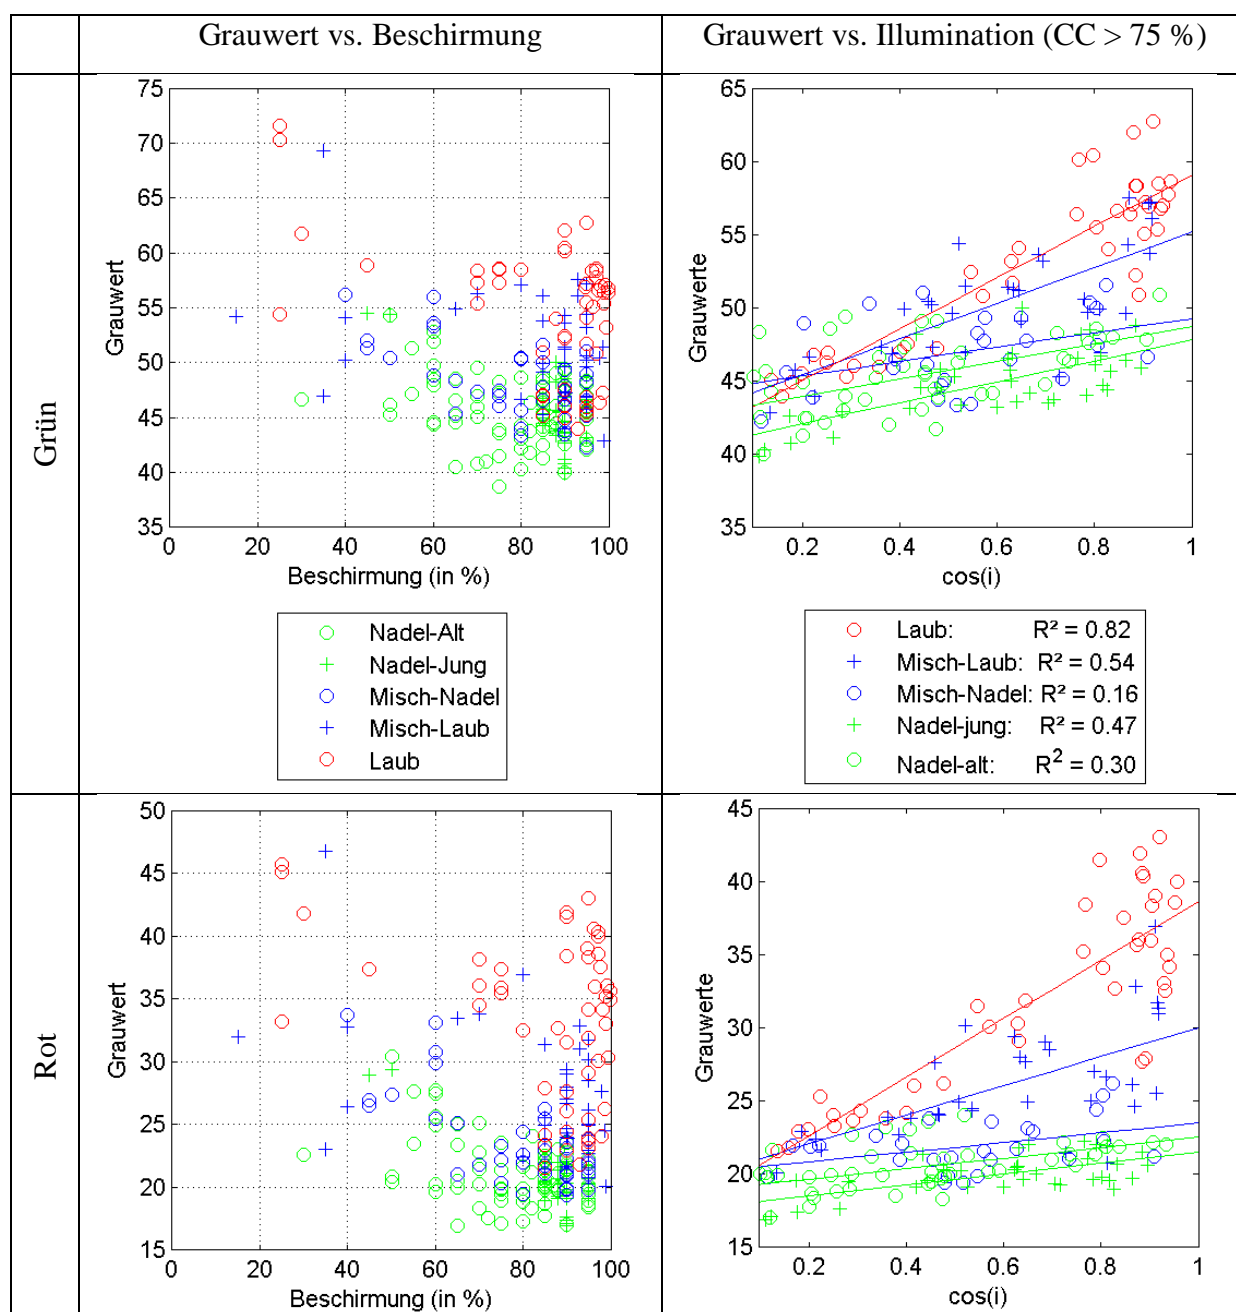 Grauwert vs. Beschirmung
Grauwert vs. Illumination (CC > 75 %)
Grün
75
70
65
60
55
50
45
40
35
Grauwert
0 20 40 60 80 100
Beschirmung (in %)
Nadel-Alt
Nadel-Jung
Misch-Nadel
Misch-Laub
Laub
65
60
55
50
45
40
35
Grauwerte
0.2 0.4 0.6 0.8 1
cos(i)
Laub: R² = 0.82
Misch-Laub: R² = 0.54
Misch-Nadel: R² = 0.16
Nadel-jung: R² = 0.47
Nadel-alt: R² = 0.30
Rot
50
45
40
35
30
25
20
15
Grauwert
0 20 40 60 80 100
Beschirmung (in %)
45
40
35
30
25
20
15
Grauwerte
0.2 0.4 0.6 0.8 1
cos(i)